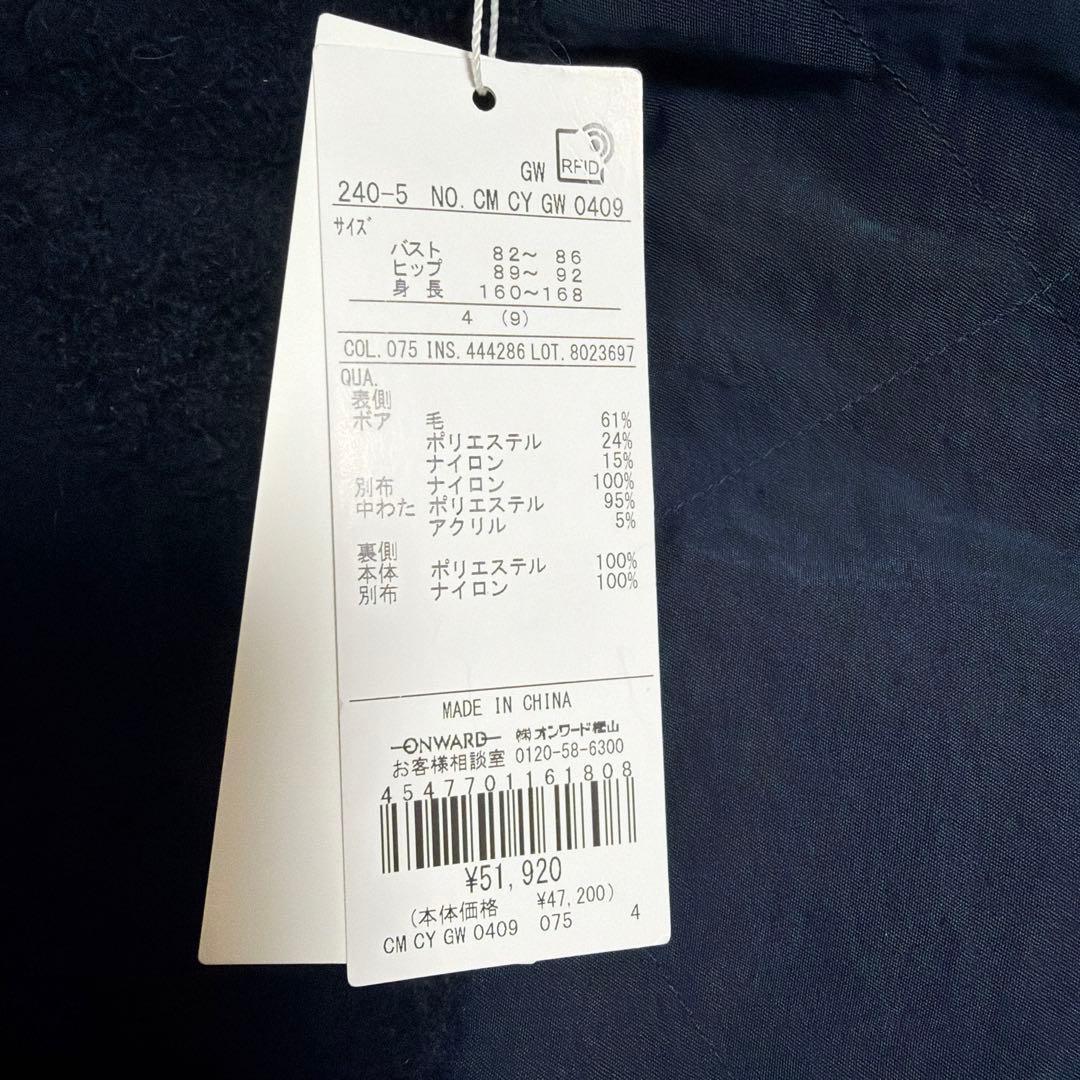 GW RFID
240-5 NO. CM CY GW 0409
サイズ
バスト 82～ 86
ヒップ 89～ 92
身長 160～168
4 (9)
COL. 075 INS. 444286 LOT. 8023697
QUA.
表側
ボア 毛 61%
ポリエステル 24%
ナイロン 15%
別布 ナイロン 100%
中わた ポリエステル 95%
アクリル 5%
裏側
本体 ポリエステル 100%
別布 ナイロン 100%
MADE IN CHINA
ONWARD ㈱オンワード樫山
お客様相談室 0120-58-6300
4547701161808
¥51,920
(本体価格 ¥47,200)
CM CY GW 0409 075 4